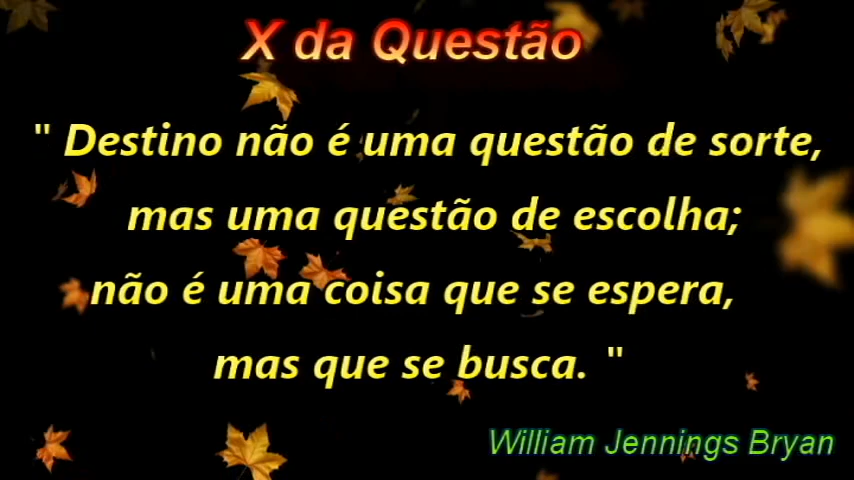 X da Questão
" Destino não é uma questão de sorte,
mas uma questão de escolha;
não é uma coisa que se espera,
mas que se busca. "
William Jennings Bryan